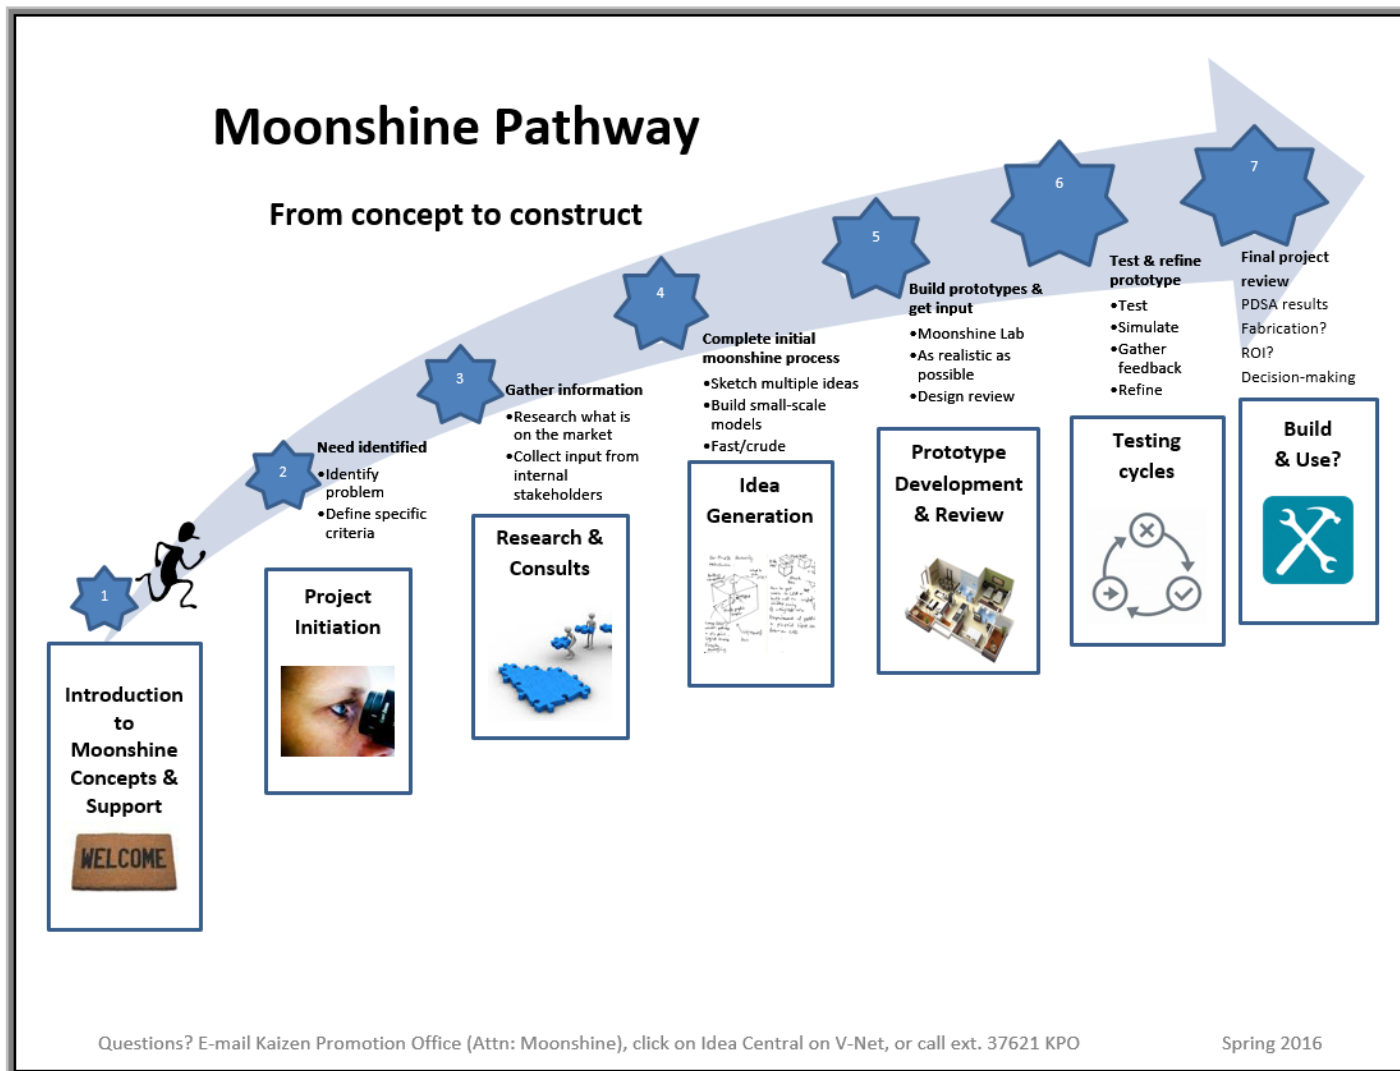 Moonshine Pathway
From concept to construct
1
Introduction
to
Moonshine
Concepts &
Support
WELCOME
2
Need identified
•Identify
problem
•Define specific
criteria
Project
Initiation
3
Gather information
•Research what is
on the market
•Collect input from
internal
stakeholders
Research &
Consults
4
Complete initial
moonshine process
•Sketch multiple ideas
•Build small-scale
models
•Fast/crude
Idea
Generation
5
Build prototypes &
get input
•Moonshine Lab
•As realistic as
possible
•Design review
Prototype
Development
& Review
6
Test & refine
prototype
•Test
•Simulate
•Gather
feedback
•Refine
Testing
cycles
7
Final project
review
PDSA results
Fabrication?
ROI?
Decision-making
Build
& Use?
Questions? E-mail Kaizen Promotion Office (Attn: Moonshine), click on Idea Central on V-Net, or call ext. 37621 KPO
Spring 2016